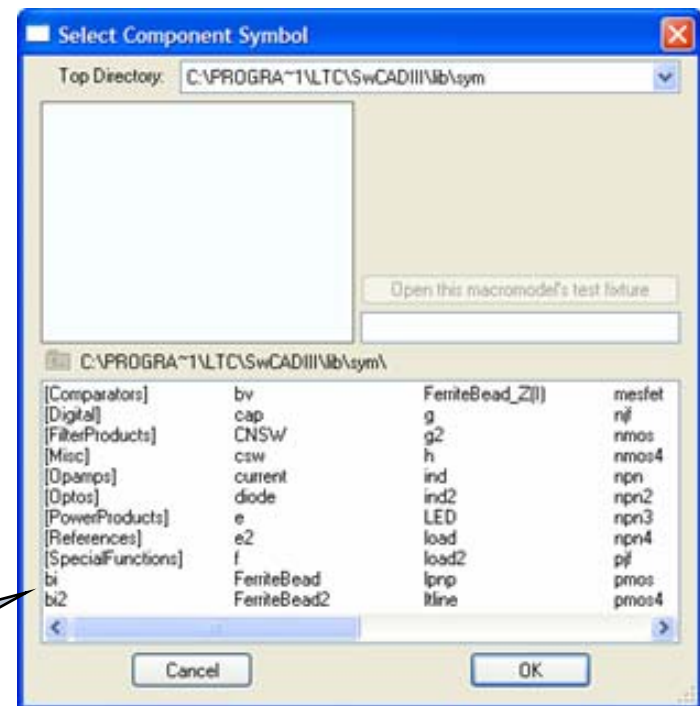 Select Component Symbol
Top Directory: C:\PROGRA~1\LTC\SwCADIII\lib\sym
Open this macromodel's test fixture
C:\PROGRA~1\LTC\SwCADIII\lib\sym\
[Comparators] bv FerriteBead_Z(I) mesfet
[Digital] cap g njf
[FilterProducts] CNSW g2 nmos
[Misc] csw h nmos4
[Opamps] current ind npn
[Optos] diode ind2 npn2
[PowerProducts] e LED npn3
[References] e2 load npn4
[SpecialFunctions] f load2 pjf
bi FerriteBead lpnp pmos
bi2 FerriteBead2 ltline pmos4
Cancel OK